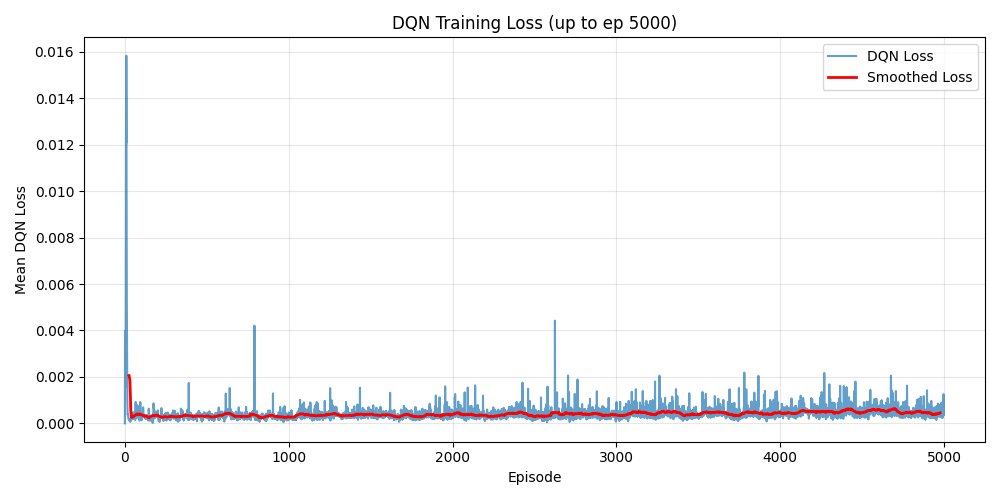 DQN Training Loss (up to ep 5000)
DQN Loss
Smoothed Loss
Mean DQN Loss
0.016
0.014
0.012
0.010
0.008
0.006
0.004
0.002
0.000
0 1000 2000 3000 4000 5000
Episode